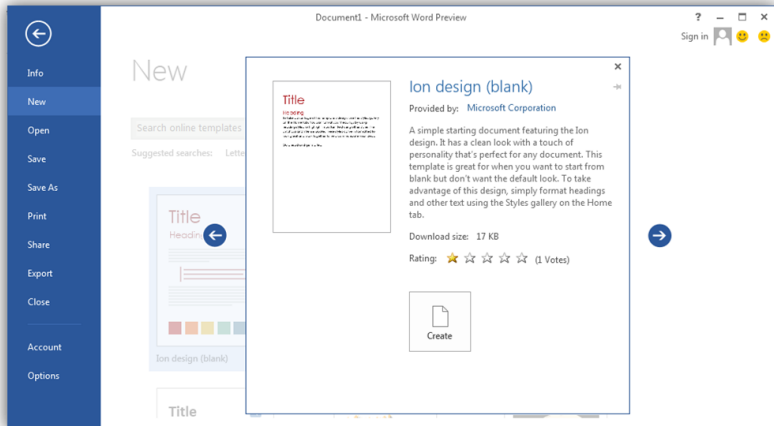 Document1 - Microsoft Word Preview
?
Sign in
Info
New
Open
Save
Save As
Print
Share
Export
Close
Account
Options
New
Search online templates
Suggested searches: Lette
Title
Headin
Ion design (blank)
Title
Title
Heading
Ion design (blank)
Provided by: Microsoft Corporation
A simple starting document featuring the Ion
design. It has a clean look with a touch of
personality that's perfect for any document. This
template is great for when you want to start from
blank but don't want the default look. To take
advantage of this design, simply format headings
and other text using the Styles gallery on the Home
tab.
Download size: 17 KB
Rating: (1 Votes)
Create